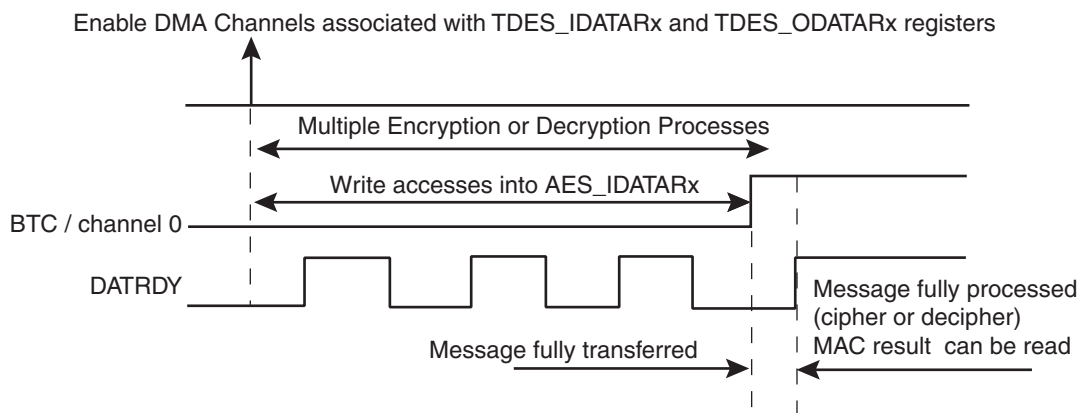 Enable DMA Channels associated with TDES_IDATARx and TDES_ODATARx registers
Multiple Encryption or Decryption Processes
Write accesses into AES_IDATARx
BTC / channel 0
DATRDY
Message fully processed
(cipher or decipher)
MAC result can be read
Message fully transferred